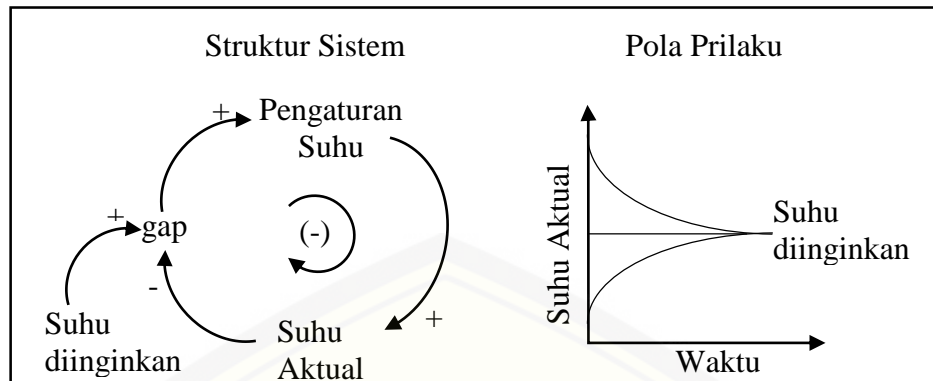 Struktur Sistem
Pola Prilaku
+
Pengaturan
Suhu
+
gap
(-)
-
+
Suhu
diinginkan
Suhu
Aktual
Suhu Aktual
Suhu
diinginkan
Waktu